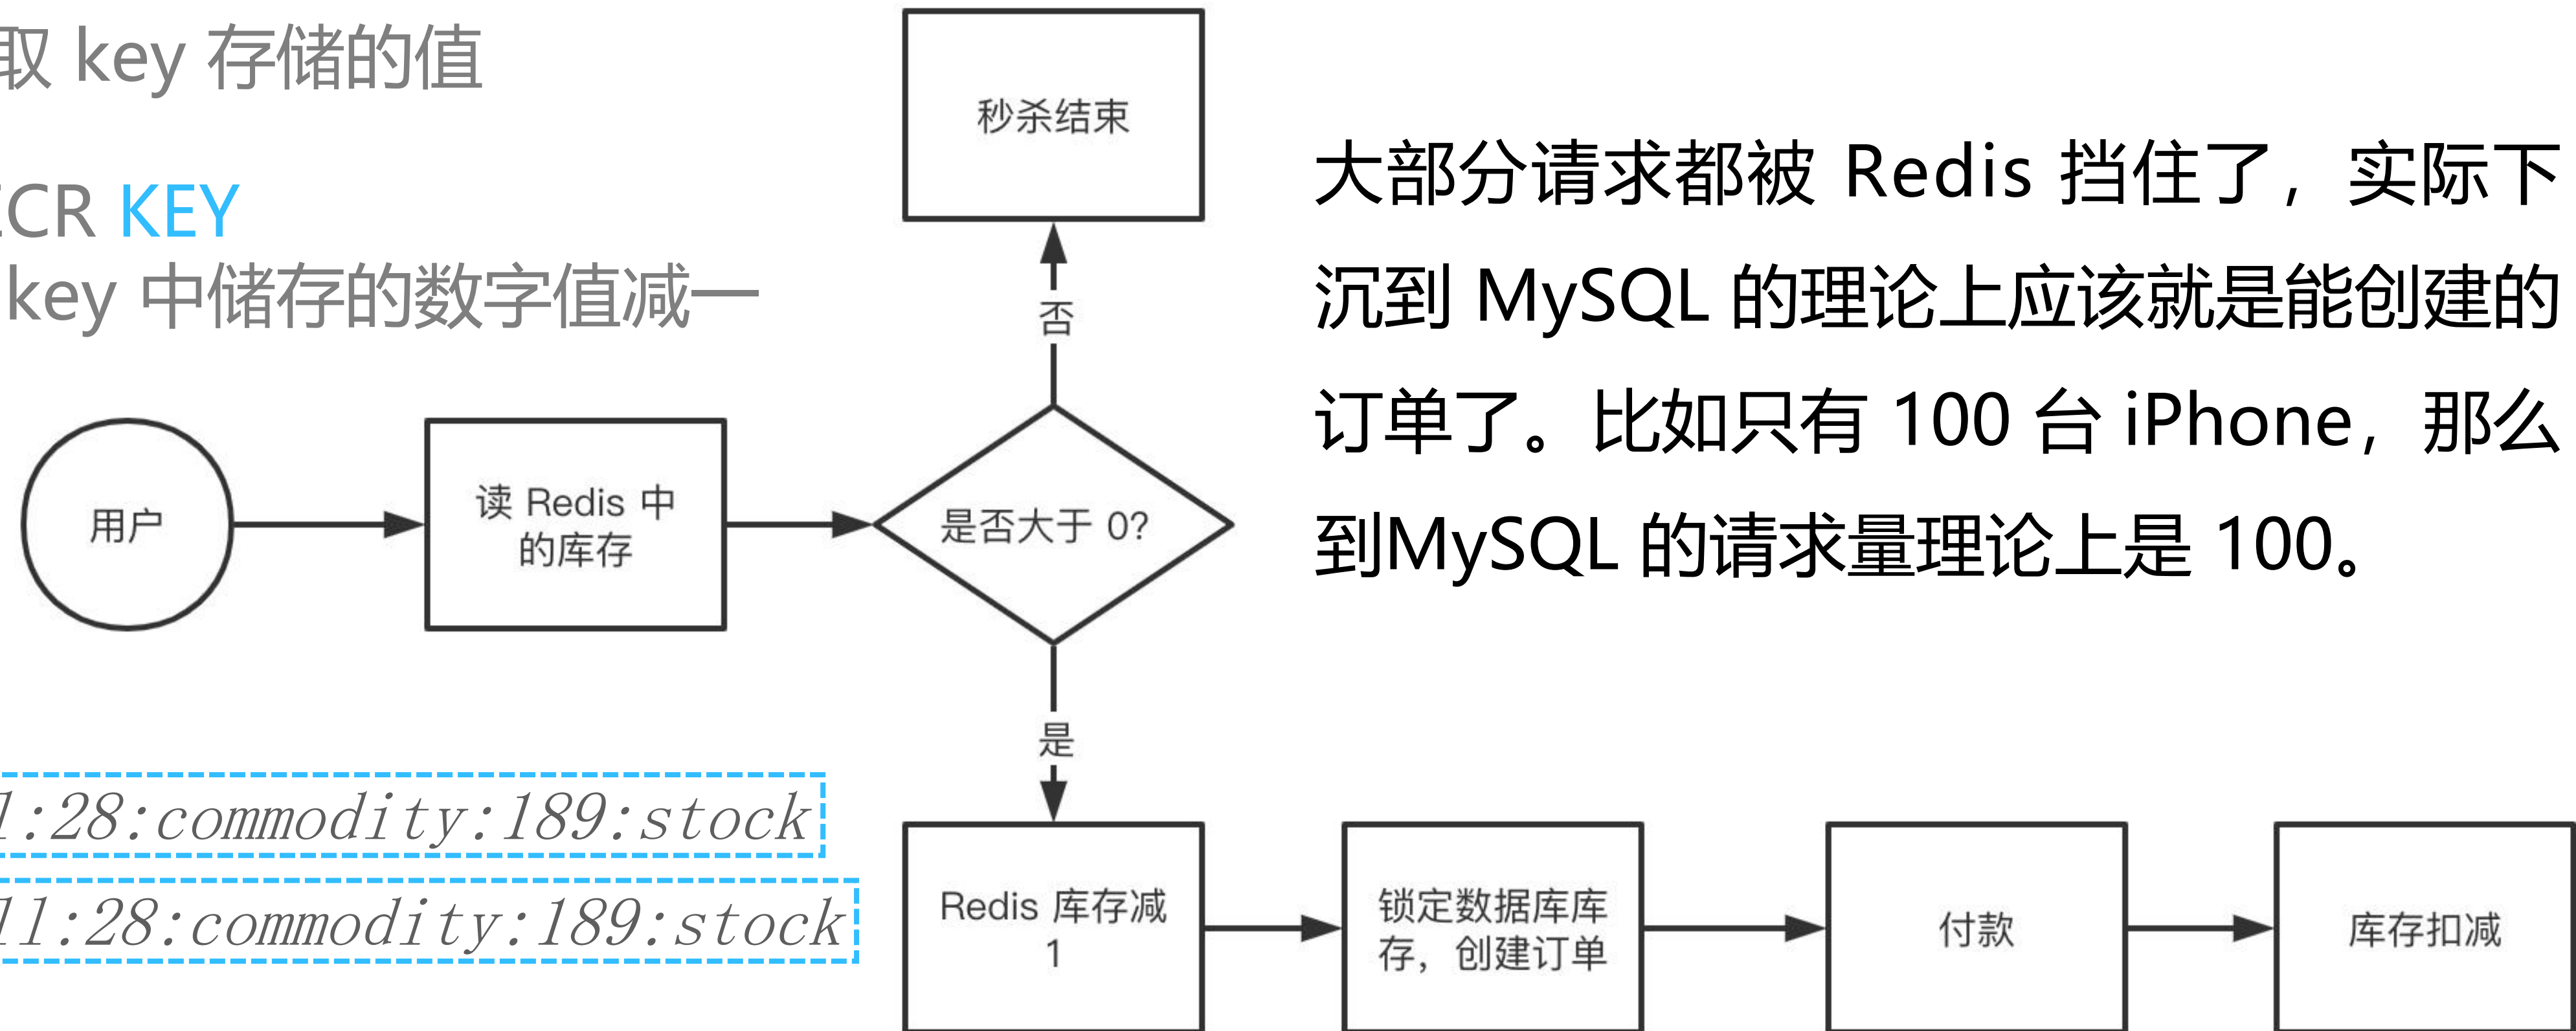 取 key 存储的值
ECR KEY
key 中储存的数字值减一
秒杀结束
大部分请求都被 Redis 挡住了，实际下
沉到 MySQL 的理论上应该就是能创建的
订单了。比如只有 100 台 iPhone，那么
到MySQL 的请求量理论上是 100。
否
用户
读 Redis 中
的库存
是否大于 0?
是
l:28:commodity:189:stock
ll:28:commodity:189:stock
Redis 库存减
1
锁定数据库库
存，创建订单
付款
库存扣减